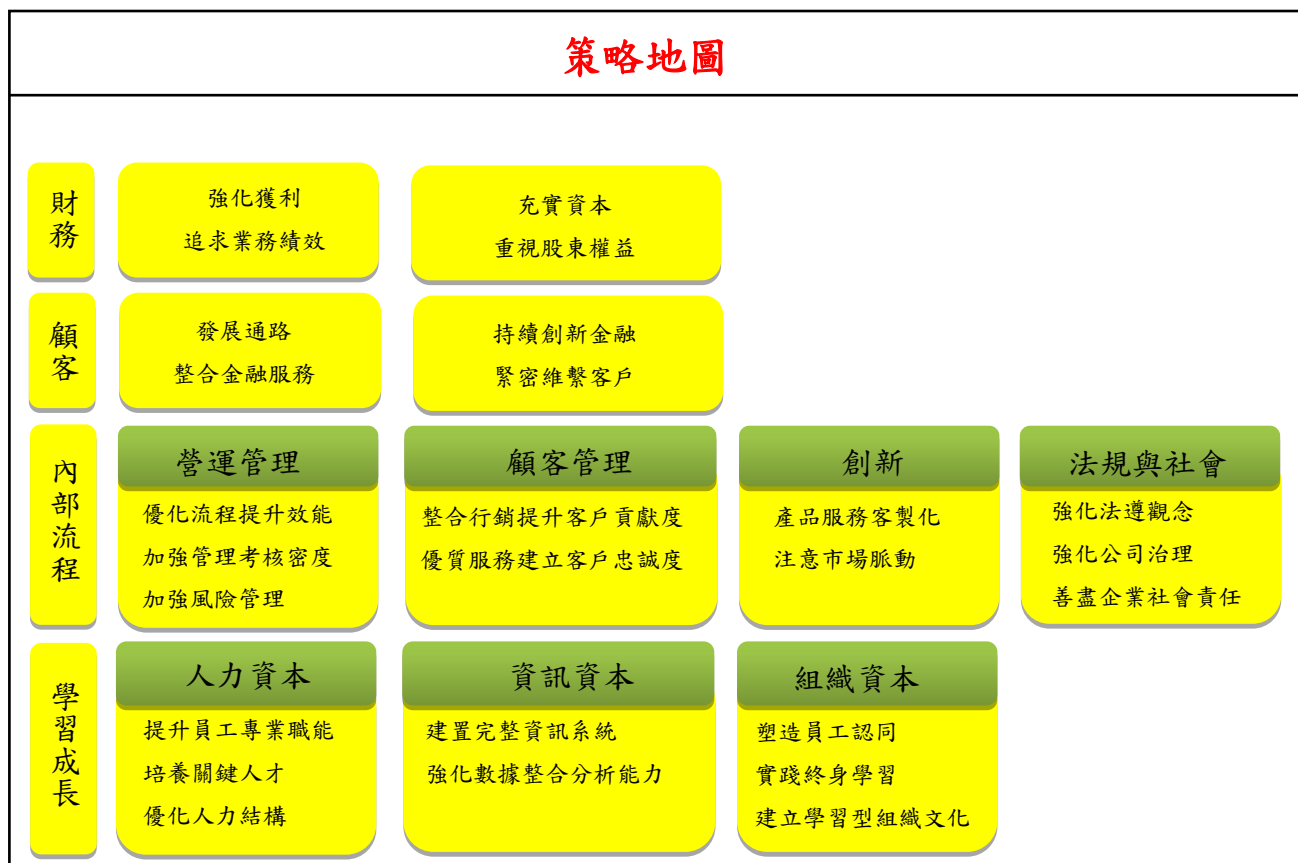 策略地圖
財務
強化獲利
追求業務績效
充實資本
重視股東權益
顧客
發展通路
整合金融服務
持續創新金融
緊密維繫客戶
內部流程
營運管理
優化流程提升效能
加強管理考核密度
加強風險管理
顧客管理
整合行銷提升客戶貢獻度
優質服務建立客戶忠誠度
創新
產品服務客製化
注意市場脈動
法規與社會
強化法遵觀念
強化公司治理
善盡企業社會責任
學習成長
人力資本
提升員工專業職能
培養關鍵人才
優化人力結構
資訊資本
建置完整資訊系統
強化數據整合分析能力
組織資本
塑造員工認同
實踐終身學習
建立學習型組織文化